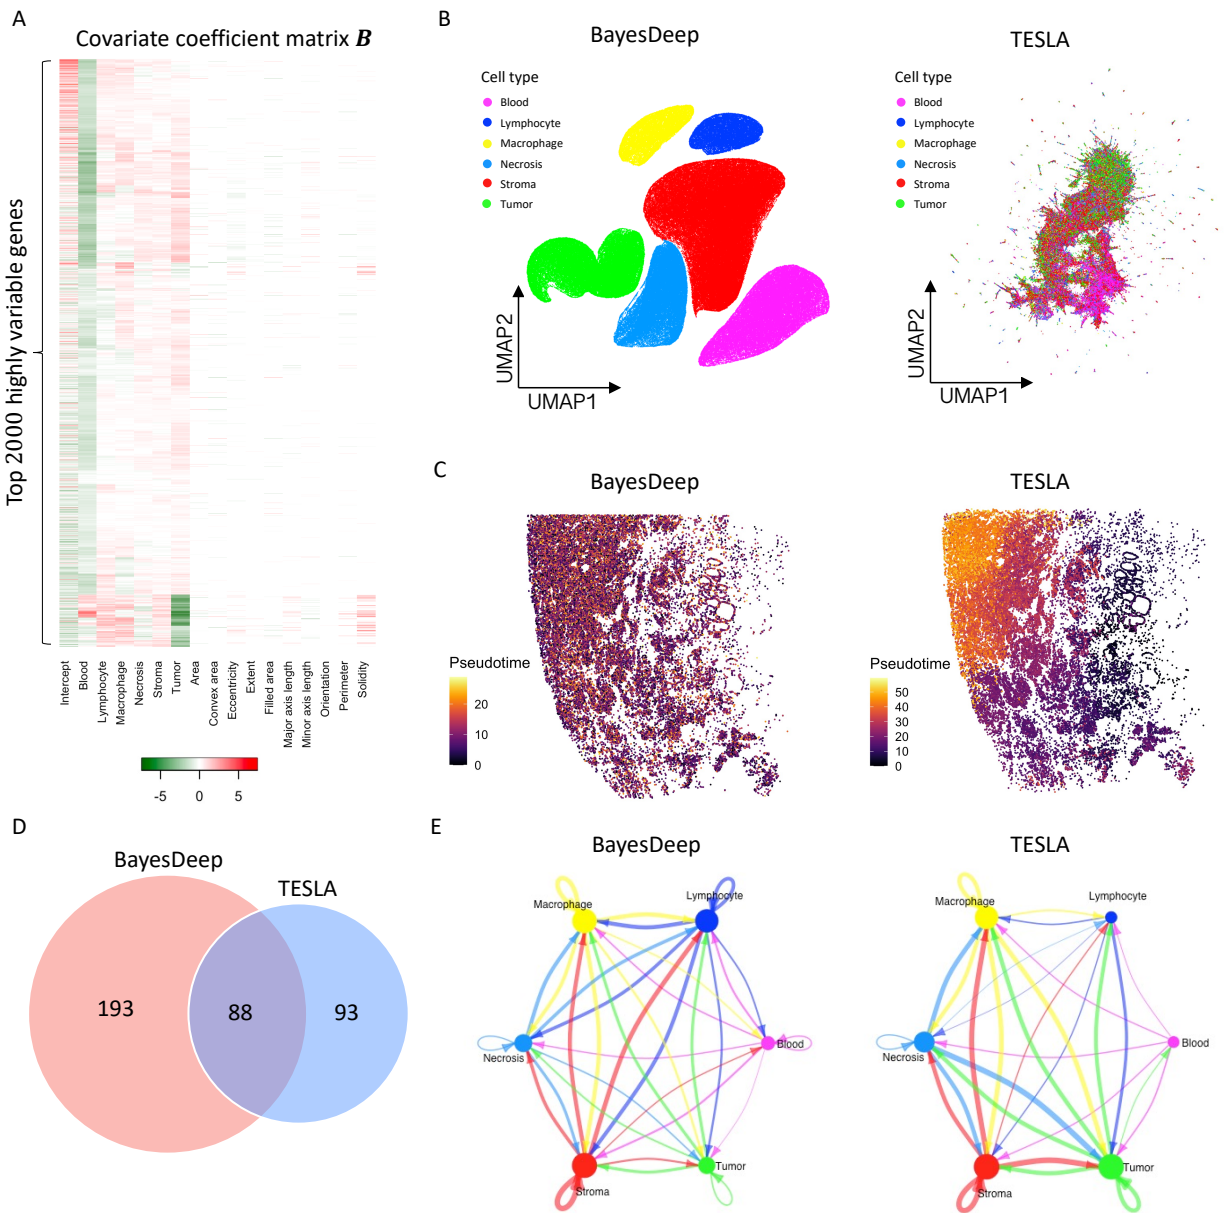 A
Covariate coefficient matrix B
Top 2000 highly variable genes
Intercept
Blood
Lymphocyte
Macrophage
Necrosis
Stroma
Tumor
Area
Convex area
Eccentricity
Extent
Filled area
Major axis length
Minor axis length
Orientation
Perimeter
Solidity
-5 0 5
B
BayesDeep
Cell type
Blood
Lymphocyte
Macrophage
Necrosis
Stroma
Tumor
UMAP2
UMAP1
TESLA
Cell type
Blood
Lymphocyte
Macrophage
Necrosis
Stroma
Tumor
UMAP2
UMAP1
C
BayesDeep
Pseudotime
20
10
0
TESLA
Pseudotime
50
40
30
20
10
0
D
BayesDeep
TESLA
193
88
93
E
BayesDeep
Macrophage
Lymphocyte
Necrosis
Blood
Stroma
Tumor
TESLA
Macrophage
Lymphocyte
Necrosis
Blood
Stroma
Tumor